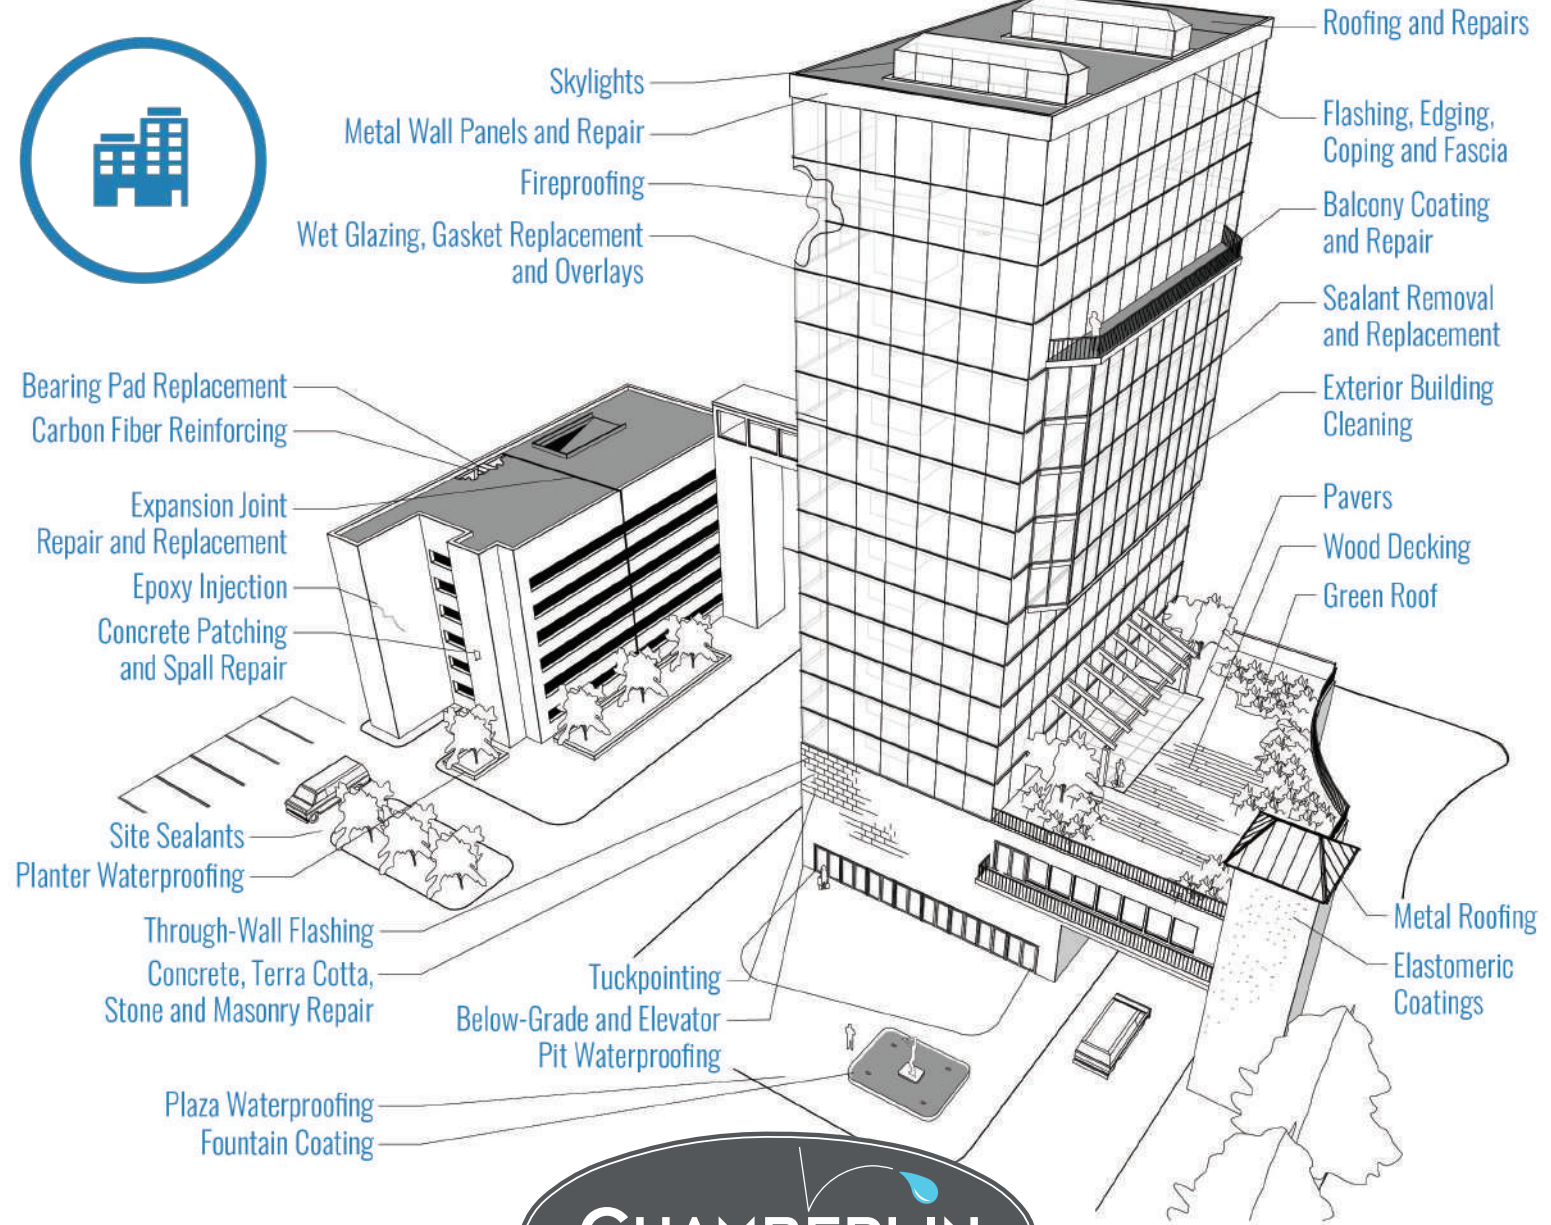 Skylights
Metal Wall Panels and Repair
Fireproofing
Wet Glazing, Gasket Replacement
and Overlays
Bearing Pad Replacement
Carbon Fiber Reinforcing
Expansion Joint
Repair and Replacement
Epoxy Injection
Concrete Patching
and Spall Repair
Site Sealants
Planter Waterproofing
Through-Wall Flashing
Concrete, Terra Cotta,
Stone and Masonry Repair
Tuckpointing
Below-Grade and Elevator
Pit Waterproofing
Plaza Waterproofing
Fountain Coating
Roofing and Repairs
Flashing, Edging,
Coping and Fascia
Balcony Coating
and Repair
Sealant Removal
and Replacement
Exterior Building
Cleaning
Pavers
Wood Decking
Green Roof
Metal Roofing
Elastomeric
Coatings
CHAMBERLIN